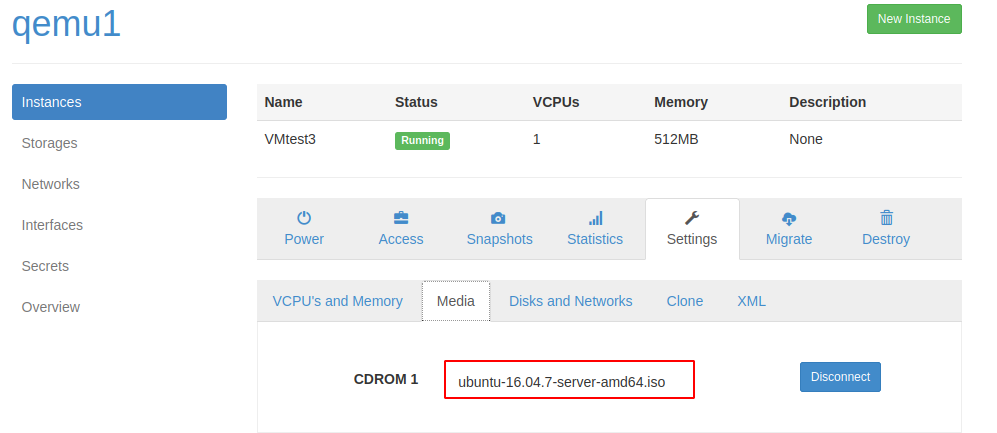 qemu1
New Instance
Instances
Storages
Networks
Interfaces
Secrets
Overview
Name Status VCPUs Memory Description
VMtest3 Running 1 512MB None
Power Access Snapshots Statistics Settings Migrate Destroy
VCPU's and Memory Media Disks and Networks Clone XML
CDROM 1 ubuntu-16.04.7-server-amd64.iso Disconnect